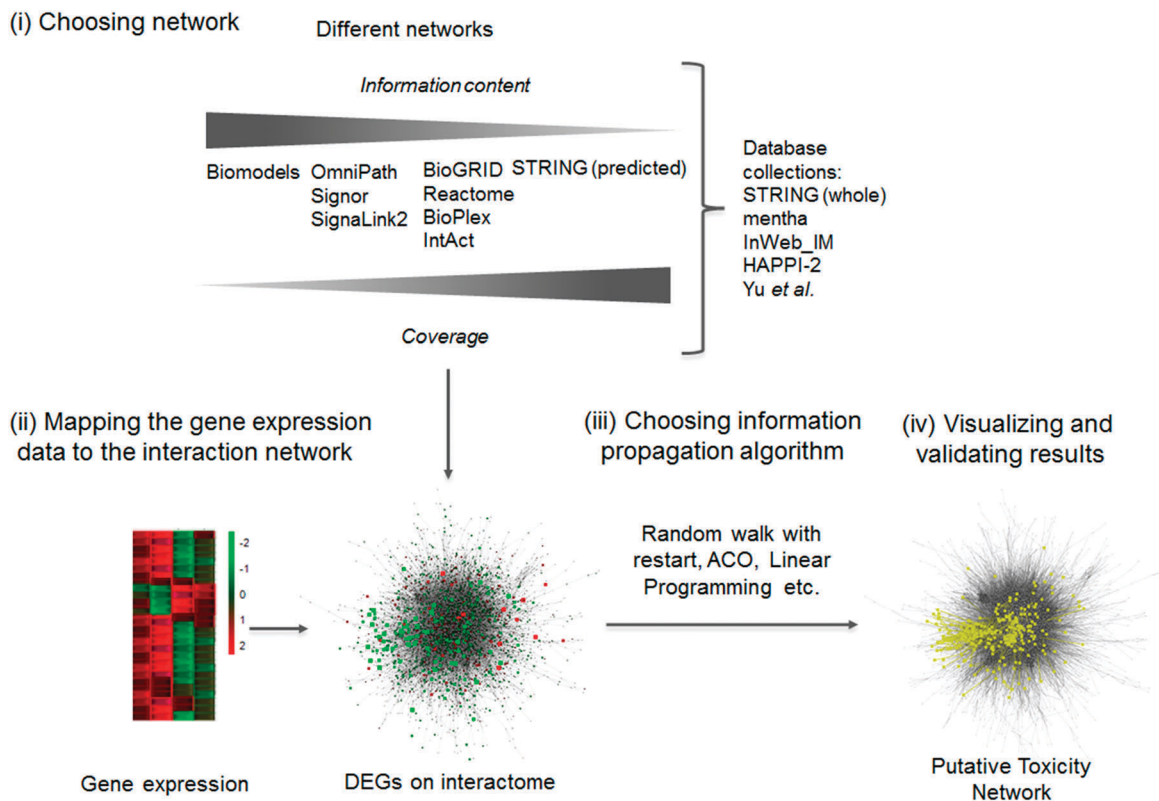 (i) Choosing network
Different networks
Information content
Biomodels
OmniPath
Signor
SignaLink2
BioGRID
Reactome
BioPlex
IntAct
STRING (predicted)
Coverage
Database
collections:
STRING (whole)
mentha
InWeb_IM
HAPPI-2
Yu et al.
(ii) Mapping the gene expression
data to the interaction network
-2
-1
0
1
2
Gene expression
DEGs on interactome
(iii) Choosing information
propagation algorithm
Random walk with
restart, ACO, Linear
Programming etc.
(iv) Visualizing and
validating results
Putative Toxicity
Network